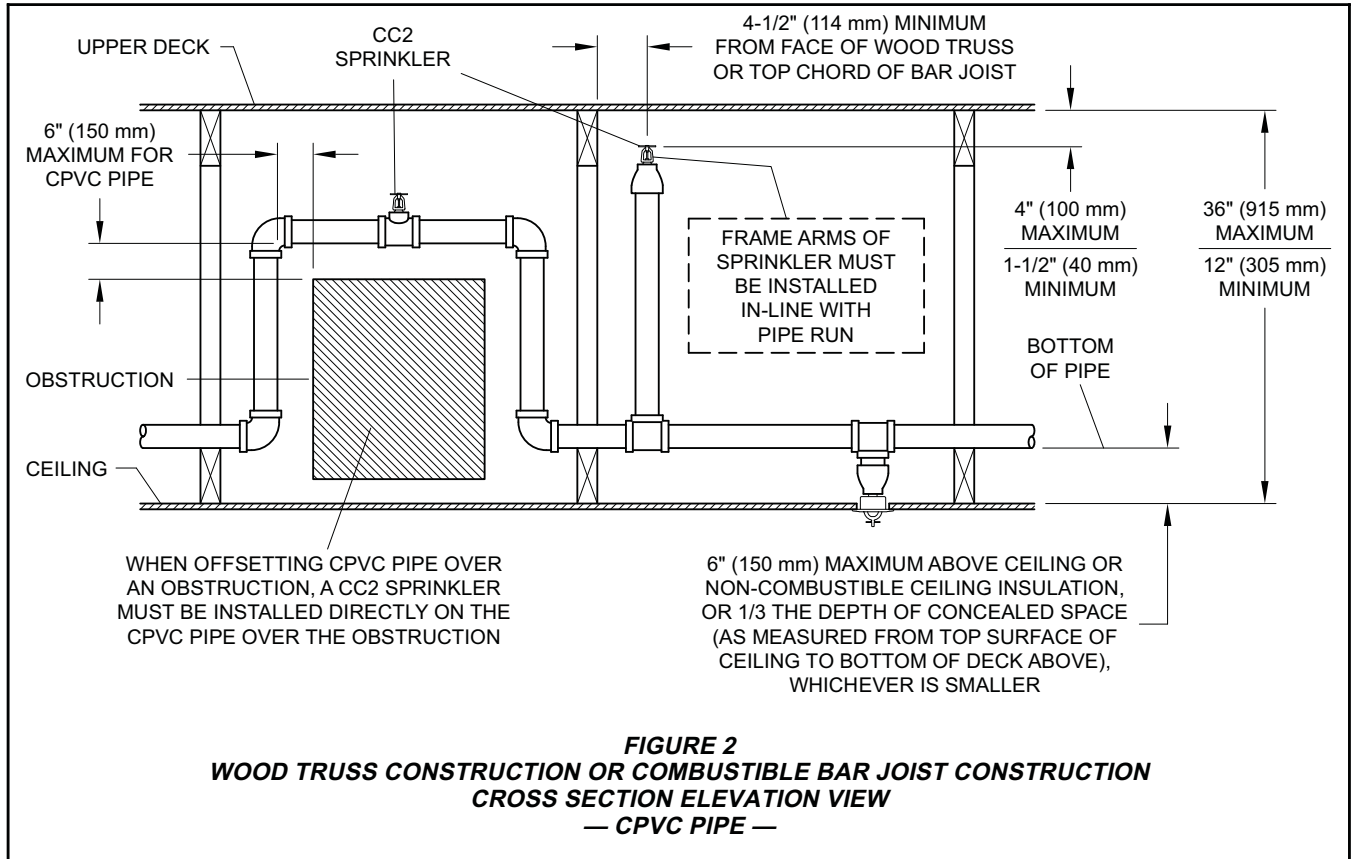 UPPER DECK
CC2
SPRINKLER
4-1/2" (114 mm) MINIMUM
FROM FACE OF WOOD TRUSS
OR TOP CHORD OF BAR JOIST
6" (150 mm)
MAXIMUM FOR
CPVC PIPE
FRAME ARMS OF
SPRINKLER MUST
BE INSTALLED
IN-LINE WITH
PIPE RUN
4" (100 mm)
MAXIMUM
1-1/2" (40 mm)
MINIMUM
36" (915 mm)
MAXIMUM
12" (305 mm)
MINIMUM
OBSTRUCTION
BOTTOM
OF PIPE
CEILING
WHEN OFFSETTING CPVC PIPE OVER
AN OBSTRUCTION, A CC2 SPRINKLER
MUST BE INSTALLED DIRECTLY ON THE
CPVC PIPE OVER THE OBSTRUCTION
6" (150 mm) MAXIMUM ABOVE CEILING OR
NON-COMBUSTIBLE CEILING INSULATION,
OR 1/3 THE DEPTH OF CONCEALED SPACE
(AS MEASURED FROM TOP SURFACE OF
CEILING TO BOTTOM OF DECK ABOVE),
WHICHEVER IS SMALLER
FIGURE 2
WOOD TRUSS CONSTRUCTION OR COMBUSTIBLE BAR JOIST CONSTRUCTION
CROSS SECTION ELEVATION VIEW
— CPVC PIPE —